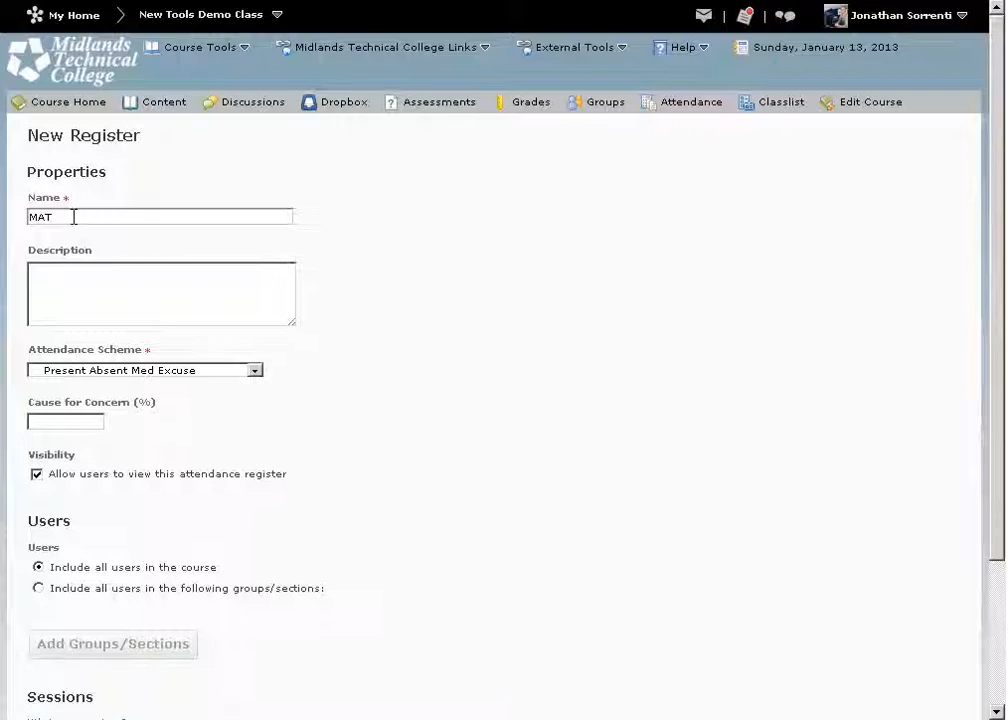 My Home New Tools Demo Class Jonathan Sorrenti
Midlands Technical College
Course Tools Midlands Technical College Links External Tools Help Sunday, January 13, 2013
Course Home Content Discussions Dropbox Assessments Grades Groups Attendance Classlist Edit Course
New Register
Properties
Name *
MAT
Description
Attendance Scheme *
Present Absent Med Excuse
Cause for Concern (%)
Visibility
Allow users to view this attendance register
Users
Users
Include all users in the course
Include all users in the following groups/sections:
Add Groups/Sections
Sessions